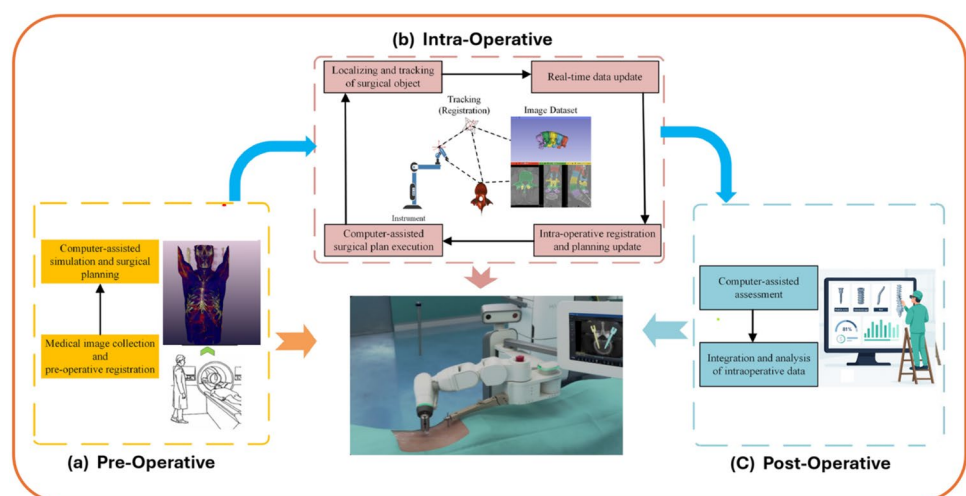 (b) Intra-Operative
Localizing and tracking
of surgical object
Real-time data update
Tracking
(Registration)
Image Dataset
Instrument
Computer-assisted
surgical plan execution
Intra-operative registration
and planning update
Computer-assisted
simulation and surgical
planning
Medical image collection
and
pre-operative registration
(a) Pre-Operative
Computer-assisted
assessment
Integration and analysis
of intraoperative data
81%
(C) Post-Operative